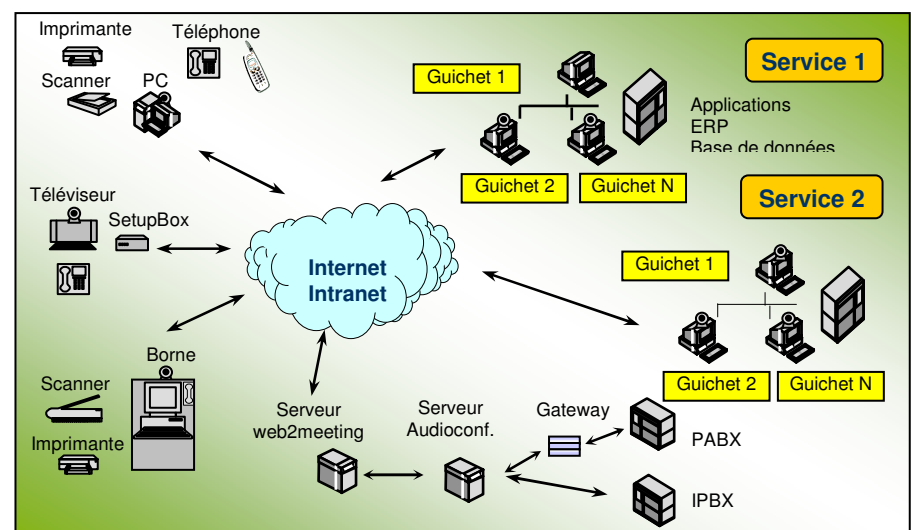 Imprimante
Téléphone
Scanner
PC
Guichet 1
Service 1
Applications
ERP
Base de données
Guichet 2
Guichet N
Téléviseur
SetupBox
Service 2
Internet
Intranet
Guichet 1
Guichet 2
Guichet N
Borne
Scanner
Imprimante
Serveur
web2meeting
Serveur
Audioconf.
Gateway
PABX
IPBX